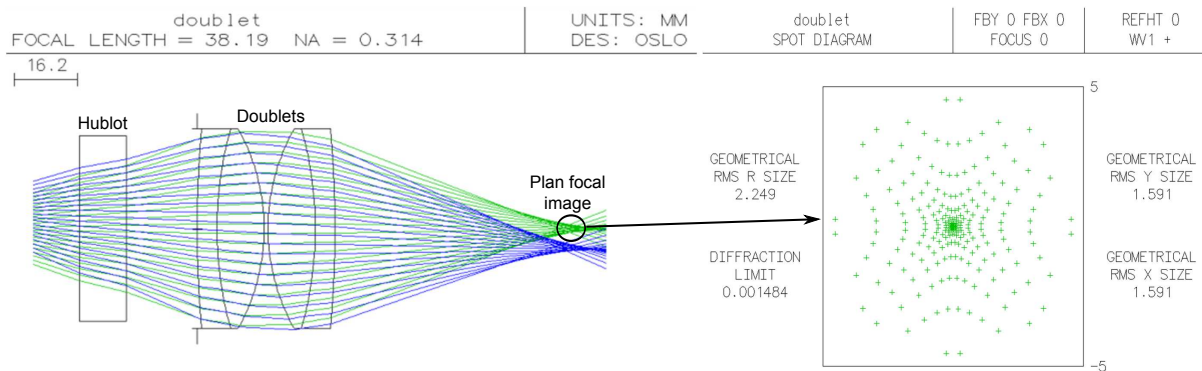 doublet
FOCAL LENGTH = 38.19 NA = 0.314
UNITS: MM
DES: OSLO
16.2
Hublot
Doublets
Plan focal
image
doublet
SPOT DIAGRAM
FBY 0 FBX 0
FOCUS 0
REFHT 0
WV1 +
5
GEOMETRICAL
RMS R SIZE
2.249
GEOMETRICAL
RMS Y SIZE
1.591
DIFFRACTION
LIMIT
0.001484
GEOMETRICAL
RMS X SIZE
1.591
-5